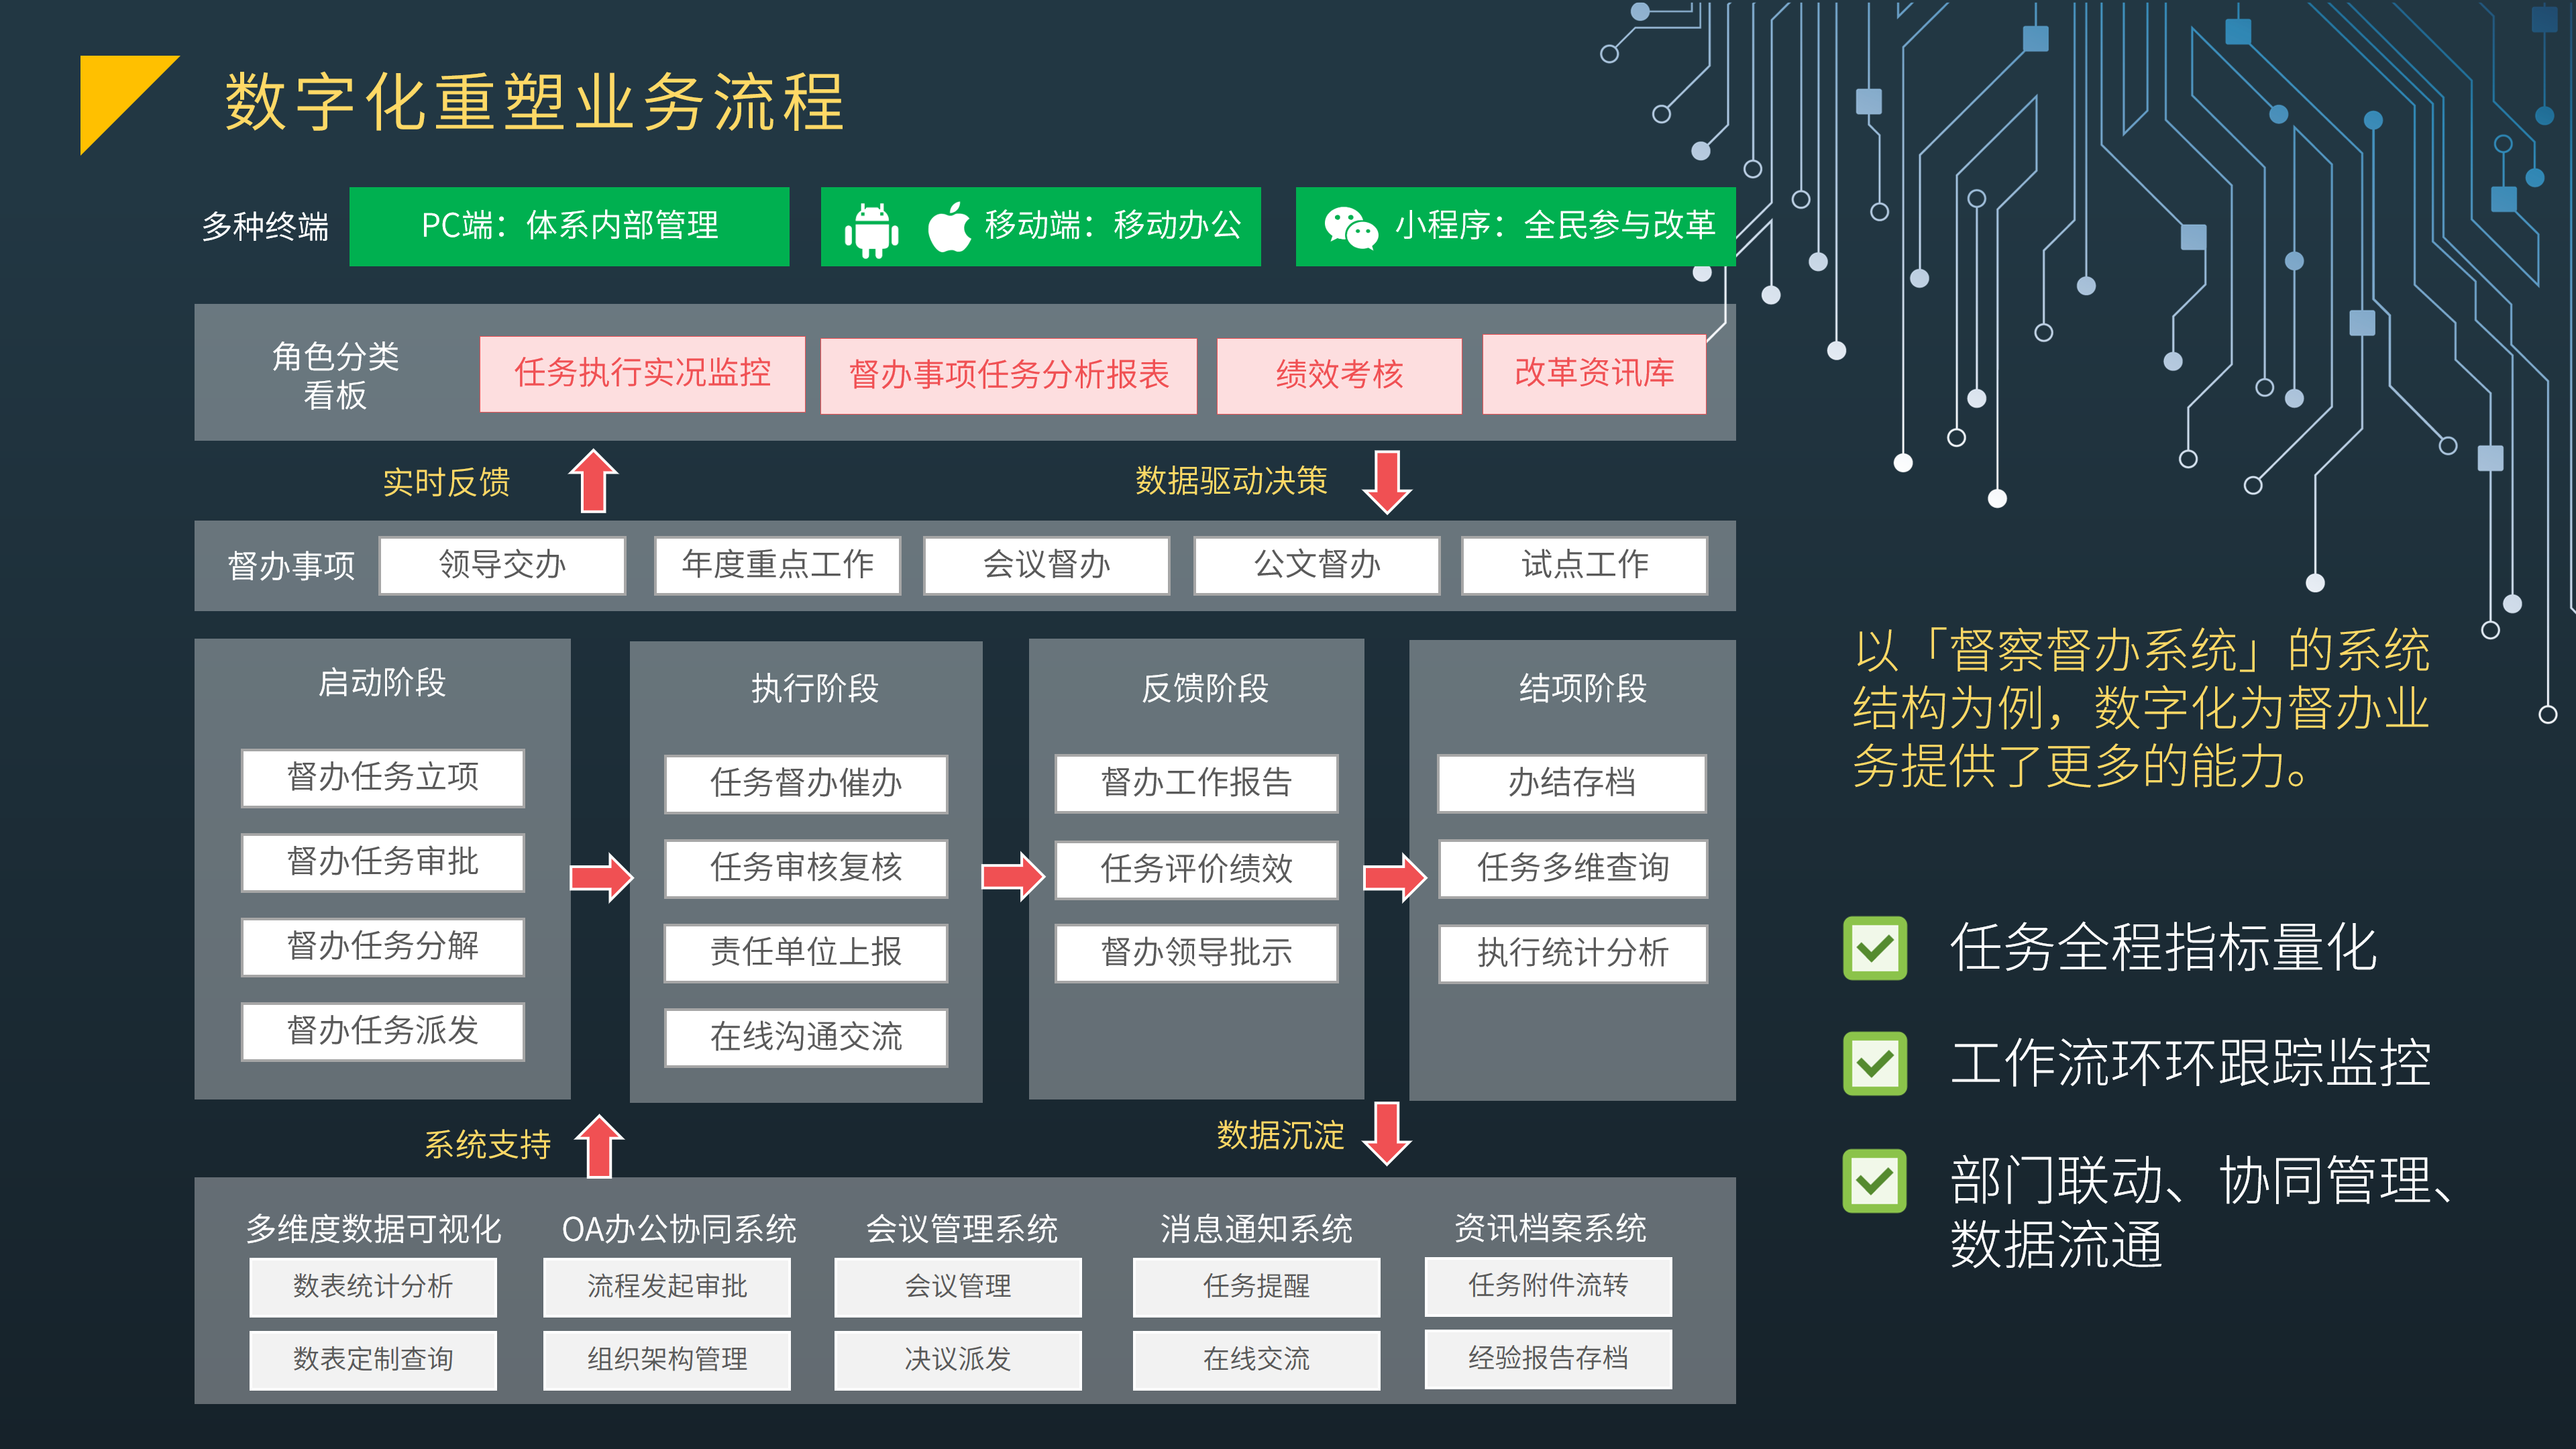 数字化重塑业务流程
多种终端
PC端：体系内部管理
移动端：移动办公
小程序：全民参与改革
角色分类
看板
任务执行实况监控
督办事项任务分析报表
绩效考核
改革资讯库
实时反馈
数据驱动决策
督办事项
领导交办
年度重点工作
会议督办
公文督办
试点工作
启动阶段
督办任务立项
督办任务审批
督办任务分解
督办任务派发
执行阶段
任务督办催办
任务审核复核
责任单位上报
在线沟通交流
反馈阶段
督办工作报告
任务评价绩效
督办领导批示
结项阶段
办结存档
任务多维查询
执行统计分析
系统支持
数据沉淀
多维度数据可视化
数表统计分析
数表定制查询
OA办公协同系统
流程发起审批
组织架构管理
会议管理系统
会议管理
决议派发
消息通知系统
任务提醒
在线交流
资讯档案系统
任务附件流转
经验报告存档
以「督察督办系统」的系统
结构为例，数字化为督办业
务提供了更多的能力。
任务全程指标量化
工作流环环跟踪监控
部门联动、协同管理、
数据流通